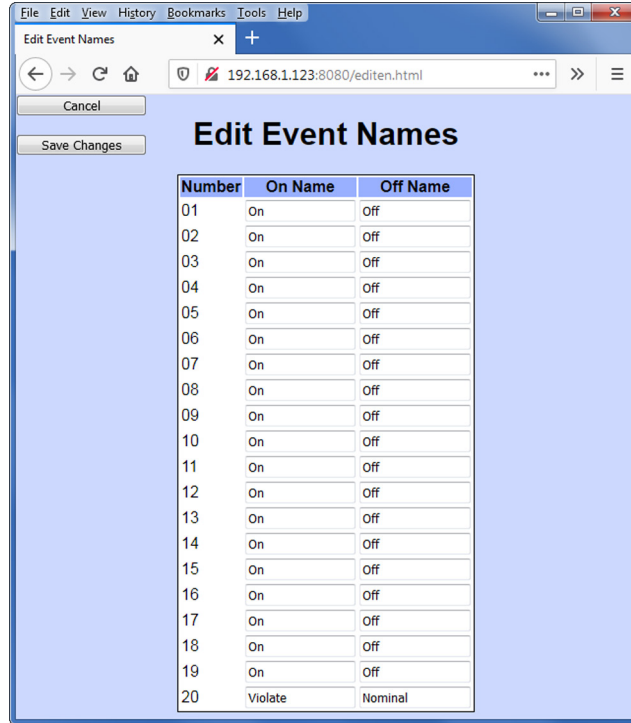 File Edit View History Bookmarks Tools Help
Edit Event Names
192.168.1.123:8080/editen.html
Cancel
Save Changes
Edit Event Names
Number On Name Off Name
01 On Off
02 On Off
03 On Off
04 On Off
05 On Off
06 On Off
07 On Off
08 On Off
09 On Off
10 On Off
11 On Off
12 On Off
13 On Off
14 On Off
15 On Off
16 On Off
17 On Off
18 On Off
19 On Off
20 Violate Nominal